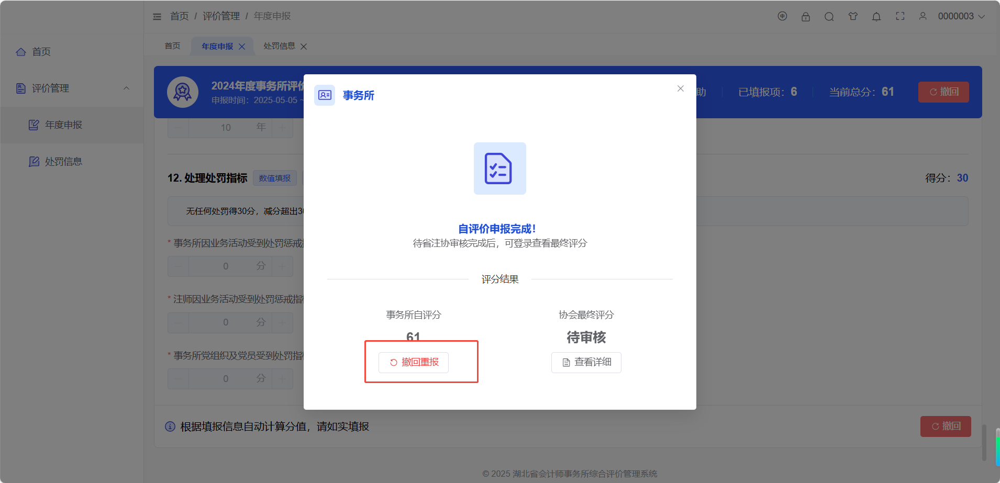 首页 / 评价管理 / 年度申报
0000003
首页
年度申报
处罚信息
首页
评价管理
年度申报
处罚信息
2024年度事务所评价
申报时间：2025-05-05 ~
助
已填报项：6
当前总分：61
撤回
10 年
12. 处理处罚指标
数值填报
得分：30
无任何处罚得30分，减分超出30
* 事务所因业务活动受到处罚惩戒
0 分
* 注师因业务活动受到处罚惩戒指
0 分
* 事务所党组织及党员受到处罚指
0 分
根据填报信息自动计算分值，请如实填报
撤回
© 2025 湖北省会计师事务所综合评价管理系统
事务所
自评价申报完成！
待省注协审核完成后，可登录查看最终评分
评分结果
事务所自评分
61
撤回重报
协会最终评分
待审核
查看详细